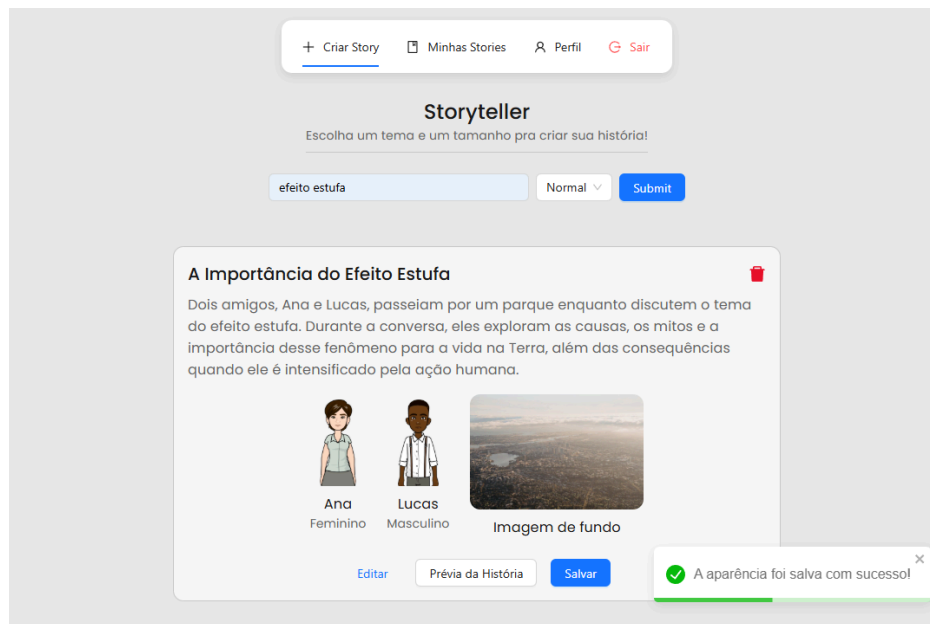 Criar Story Minhas Stories Perfil Sair
Storyteller
Escolha um tema e um tamanho pra criar sua história!
efeito estufa Normal Submit
A Importância do Efeito Estufa
Dois amigos, Ana e Lucas, passeiam por um parque enquanto discutem o tema
do efeito estufa. Durante a conversa, eles exploram as causas, os mitos e a
importância desse fenômeno para a vida na Terra, além das consequências
quando ele é intensificado pela ação humana.
Ana Lucas
Feminino Masculino
Imagem de fundo
Editar Prévia da História Salvar
A aparência foi salva com sucesso!